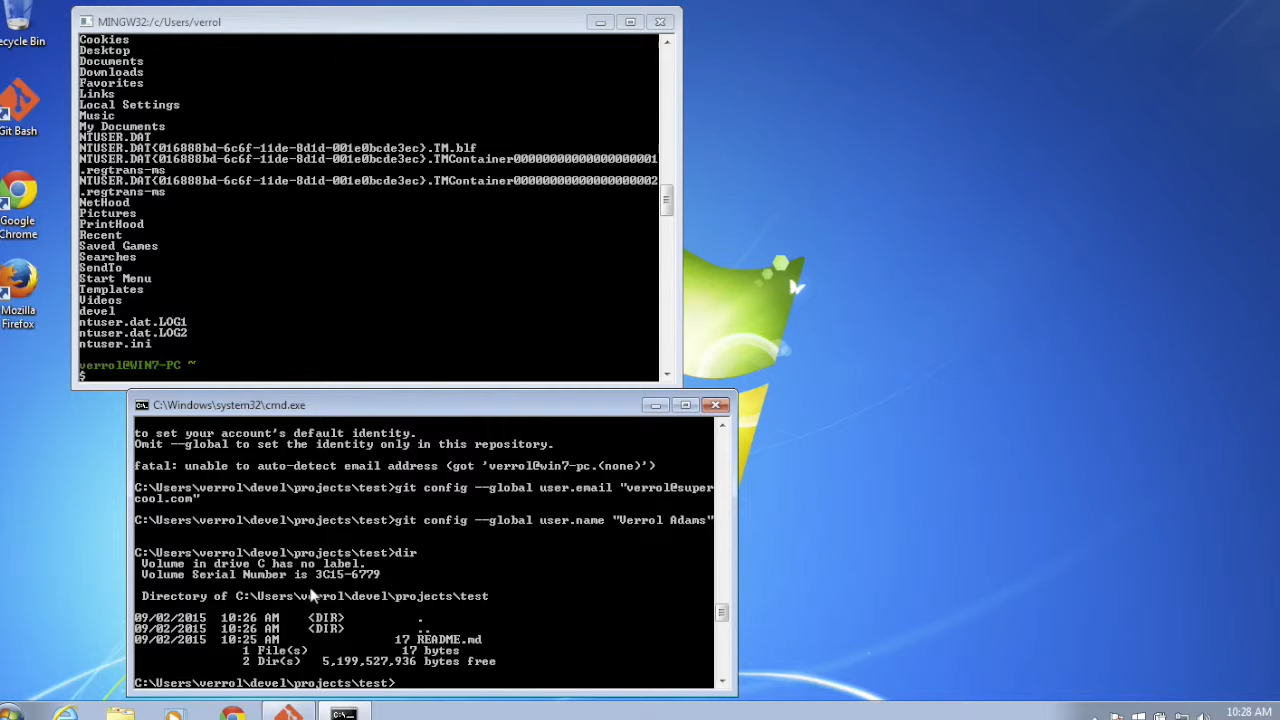 MINGW32:/c/Users/verrol
Cookies
Desktop
Documents
Downloads
Favorites
Links
Local Settings
Music
My Documents
NTUSER.DAT
NTUSER.DAT{016888bd-6c6f-11de-8d1d-001e0bcde3ec}.TM.blf
NTUSER.DAT{016888bd-6c6f-11de-8d1d-001e0bcde3ec}.TMContainer00000000000000000001
.regtrans-ms
NTUSER.DAT{016888bd-6c6f-11de-8d1d-001e0bcde3ec}.TMContainer00000000000000000002
.regtrans-ms
NetHood
Pictures
PrintHood
Recent
Saved Games
Searches
SendTo
Start Menu
Templates
Videos
devel
ntuser.dat.LOG1
ntuser.dat.LOG2
ntuser.ini
verrol@WIN7-PC ~
$
ecycle Bin
Git Bash
Google
Chrome
Mozilla
Firefox
C:\Windows\system32\cmd.exe
to set your account's default identity.
Omit --global to set the identity only in this repository.
fatal: unable to auto-detect email address (got 'verrol@win7-pc.(none)')
C:\Users\verrol\devel\projects\test>git config --global user.email "verrol@super
cool.com"
C:\Users\verrol\devel\projects\test>git config --global user.name "Verrol Adams"
C:\Users\verrol\devel\projects\test>dir
Volume in drive C has no label.
Volume Serial Number is 3C15-6779
Directory of C:\Users\verrol\devel\projects\test
09/02/2015 10:26 AM <DIR> .
09/02/2015 10:26 AM <DIR> ..
09/02/2015 10:25 AM 17 README.md
1 File(s) 17 bytes
2 Dir(s) 5,199,527,936 bytes free
C:\Users\verrol\devel\projects\test>
10:28 AM